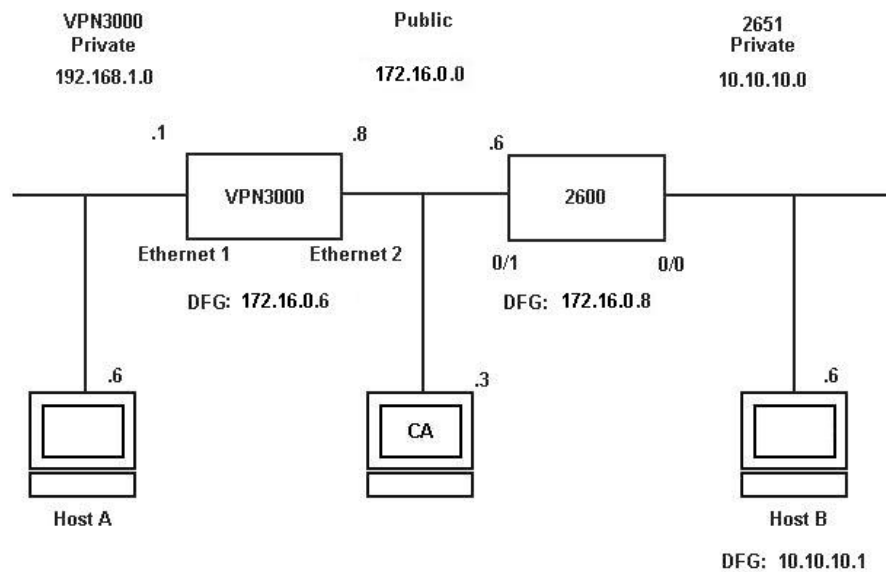 VPN3000
Private
192.168.1.0
Public
172.16.0.0
2651
Private
10.10.10.0
.1
.8
.6
VPN3000
2600
Ethernet 1
Ethernet 2
0/1
0/0
DFG: 172.16.0.6
DFG: 172.16.0.8
.6
.3
.6
CA
Host A
Host B
DFG: 10.10.10.1